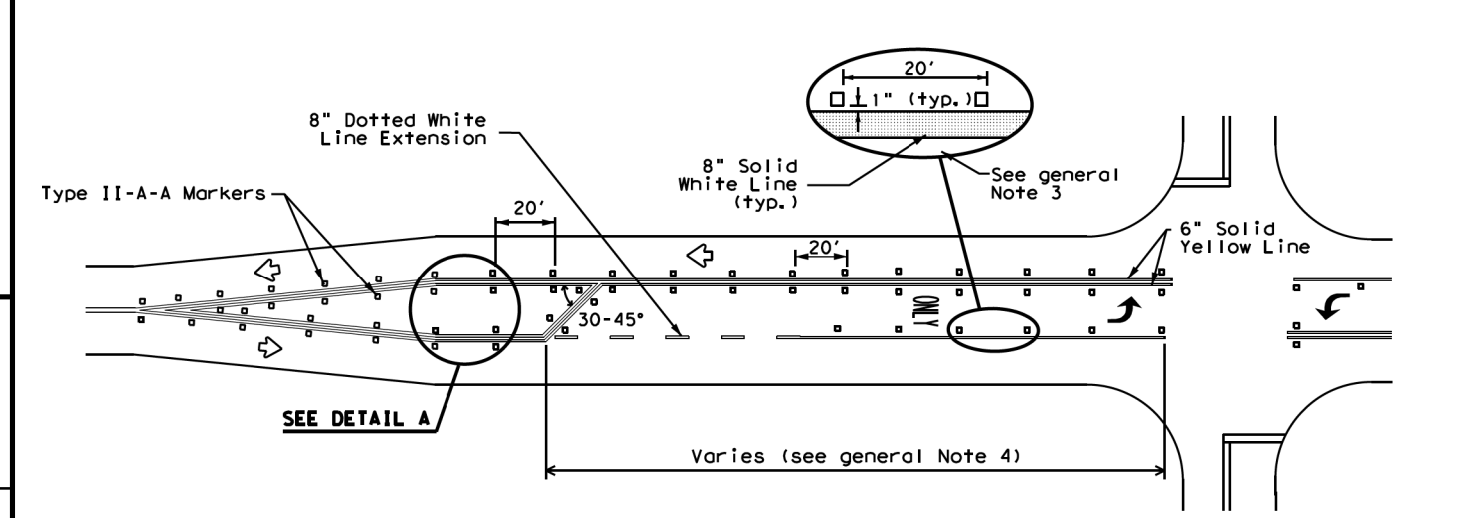 20'
1" (typ.)
8" Dotted White
Line Extension
8" Solid
White Line
(typ.)
See general
Note 3
Type II-A-A Markers
20'
6" Solid
Yellow Line
20'
ONLY
30-45°
SEE DETAIL A
Varies (see general Note 4)